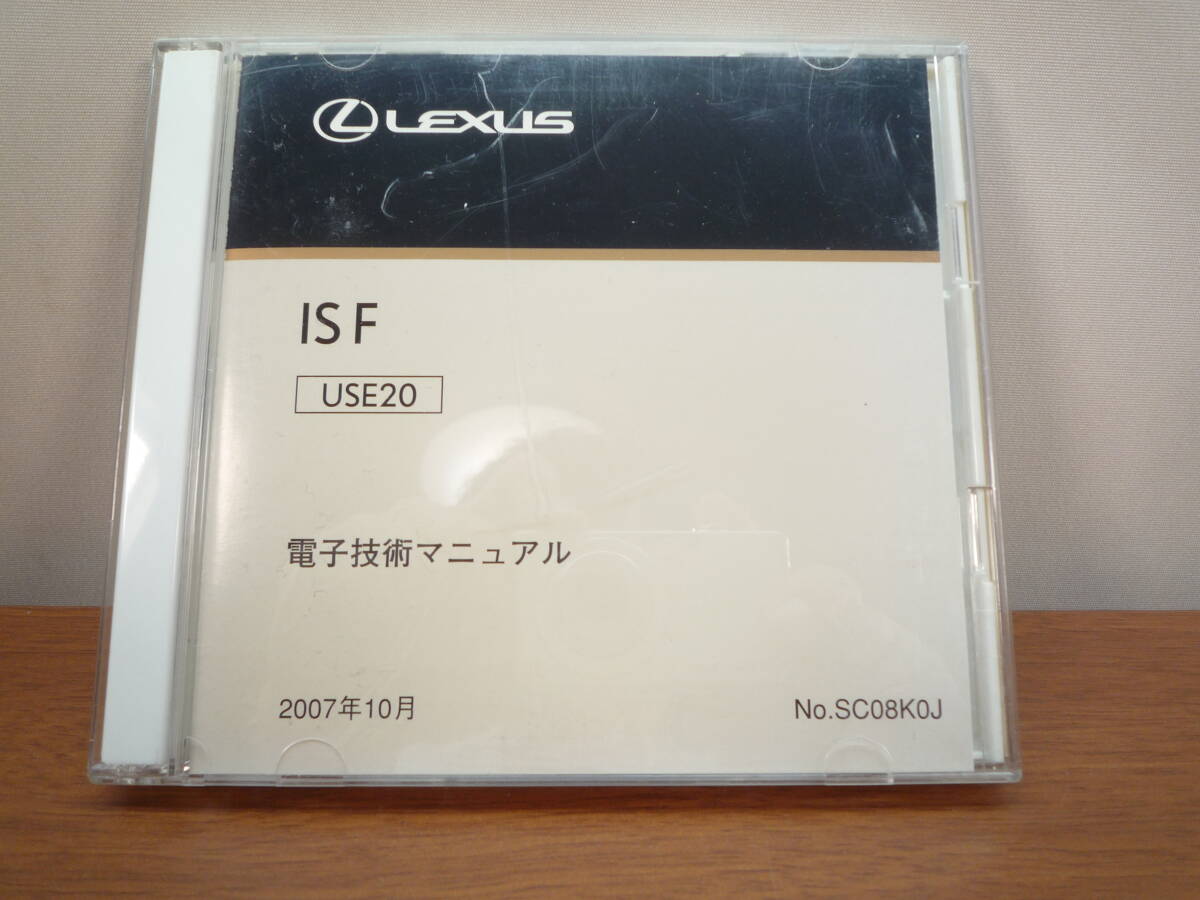 LEXUS
IS F
USE20
電子技術マニュアル
2007年10月
No.SC08K0J